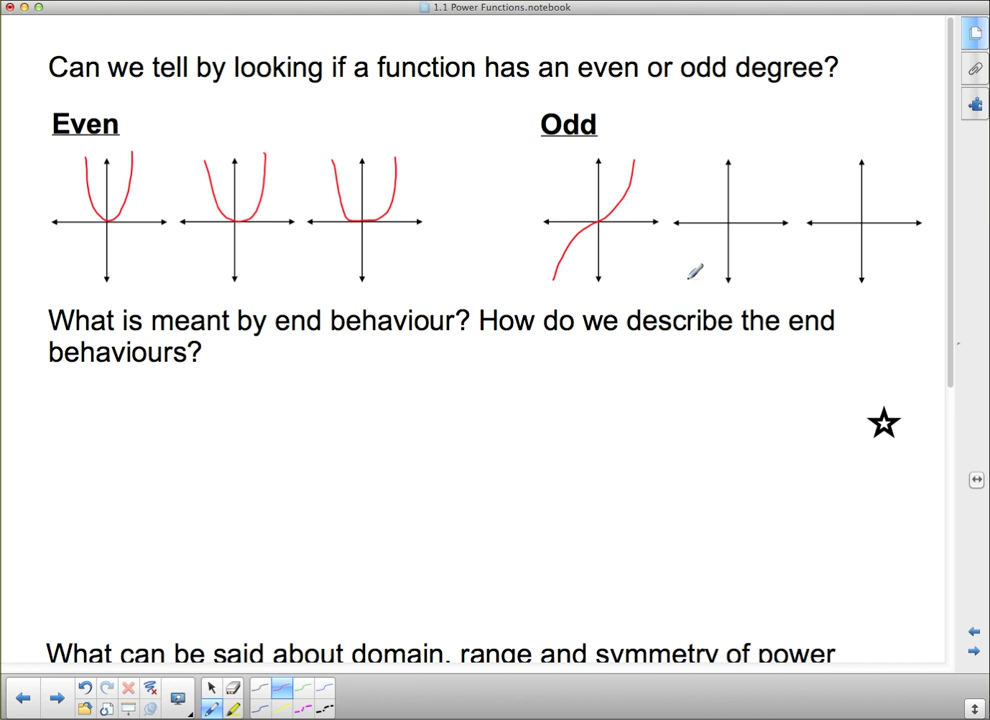 1.1 Power Functions.notebook
Can we tell by looking if a function has an even or odd degree?
Even
Odd
What is meant by end behaviour? How do we describe the end
behaviours?
What can be said about domain, range and symmetry of power